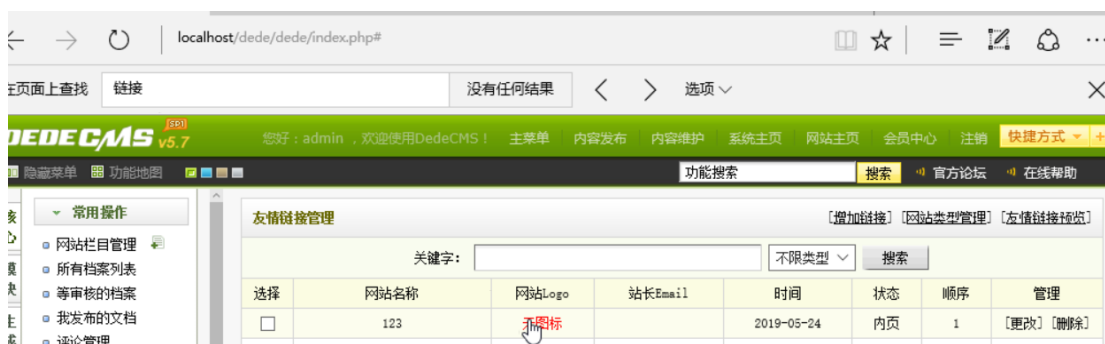 localhost/dede/dede/index.php#
在页面上查找 链接 没有任何结果 选项
DEDECMS v5.7 [SP1] 您好：admin ，欢迎使用DedeCMS！ 主菜单 内容发布 内容维护 系统主页 网站主页 会员中心 注销 快捷方式
隐藏菜单 功能地图 功能搜索 搜索 官方论坛 在线帮助
常用操作
网站栏目管理
所有档案列表
等审核的档案
我发布的文档
评论管理
友情链接管理 [增加链接] [网站类型管理] [友情链接预览]
关键字： 不限类型 搜索
选择 网站名称 网站Logo 站长Email 时间 状态 顺序 管理
123 无图标 2019-05-24 内页 1 [更改] [删除]